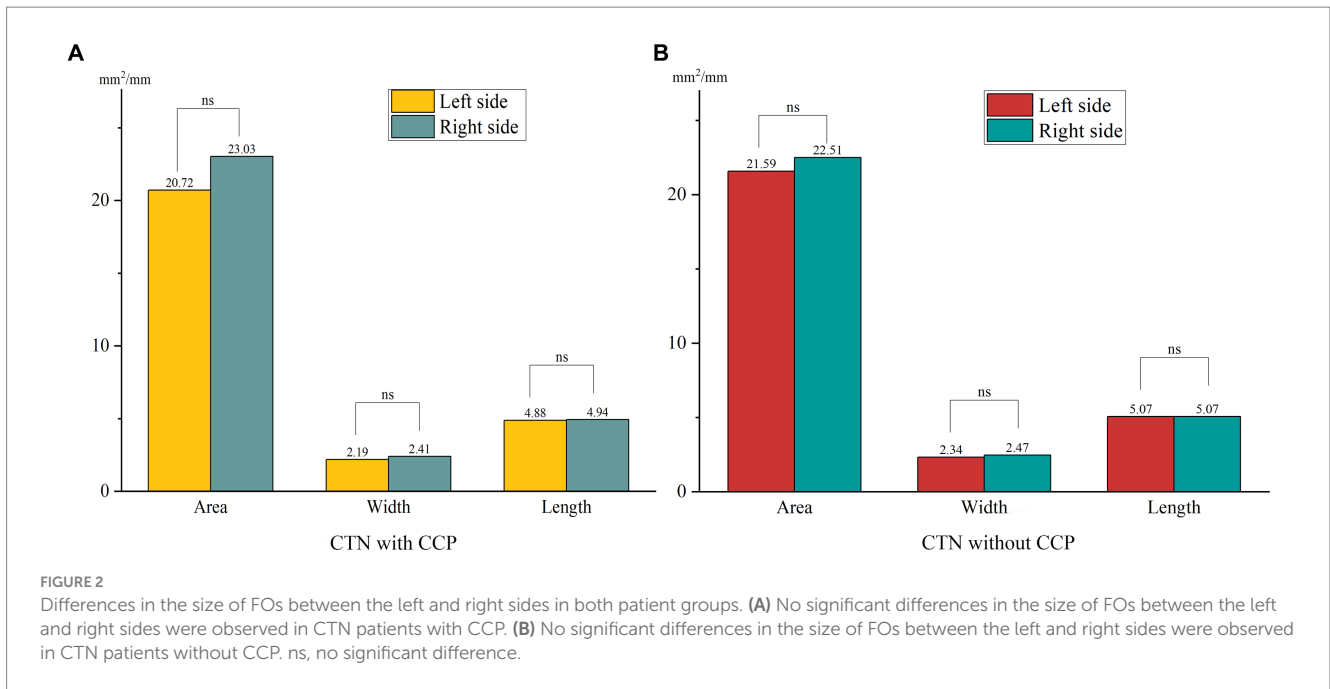 A
mm²/mm
ns
Left side
Right side
20.72
23.03
20
ns
4.88
4.94
10
ns
2.19
2.41
0
Area
Width
Length
CTN with CCP
B
mm²/mm
ns
Left side
Right side
21.59
22.51
20
ns
5.07
5.07
10
ns
2.34
2.47
0
Area
Width
Length
CTN without CCP
FIGURE 2
Differences in the size of FOs between the left and right sides in both patient groups. (A) No significant differences in the size of FOs between the left
and right sides were observed in CTN patients with CCP. (B) No significant differences in the size of FOs between the left and right sides were observed
in CTN patients without CCP. ns, no significant difference.